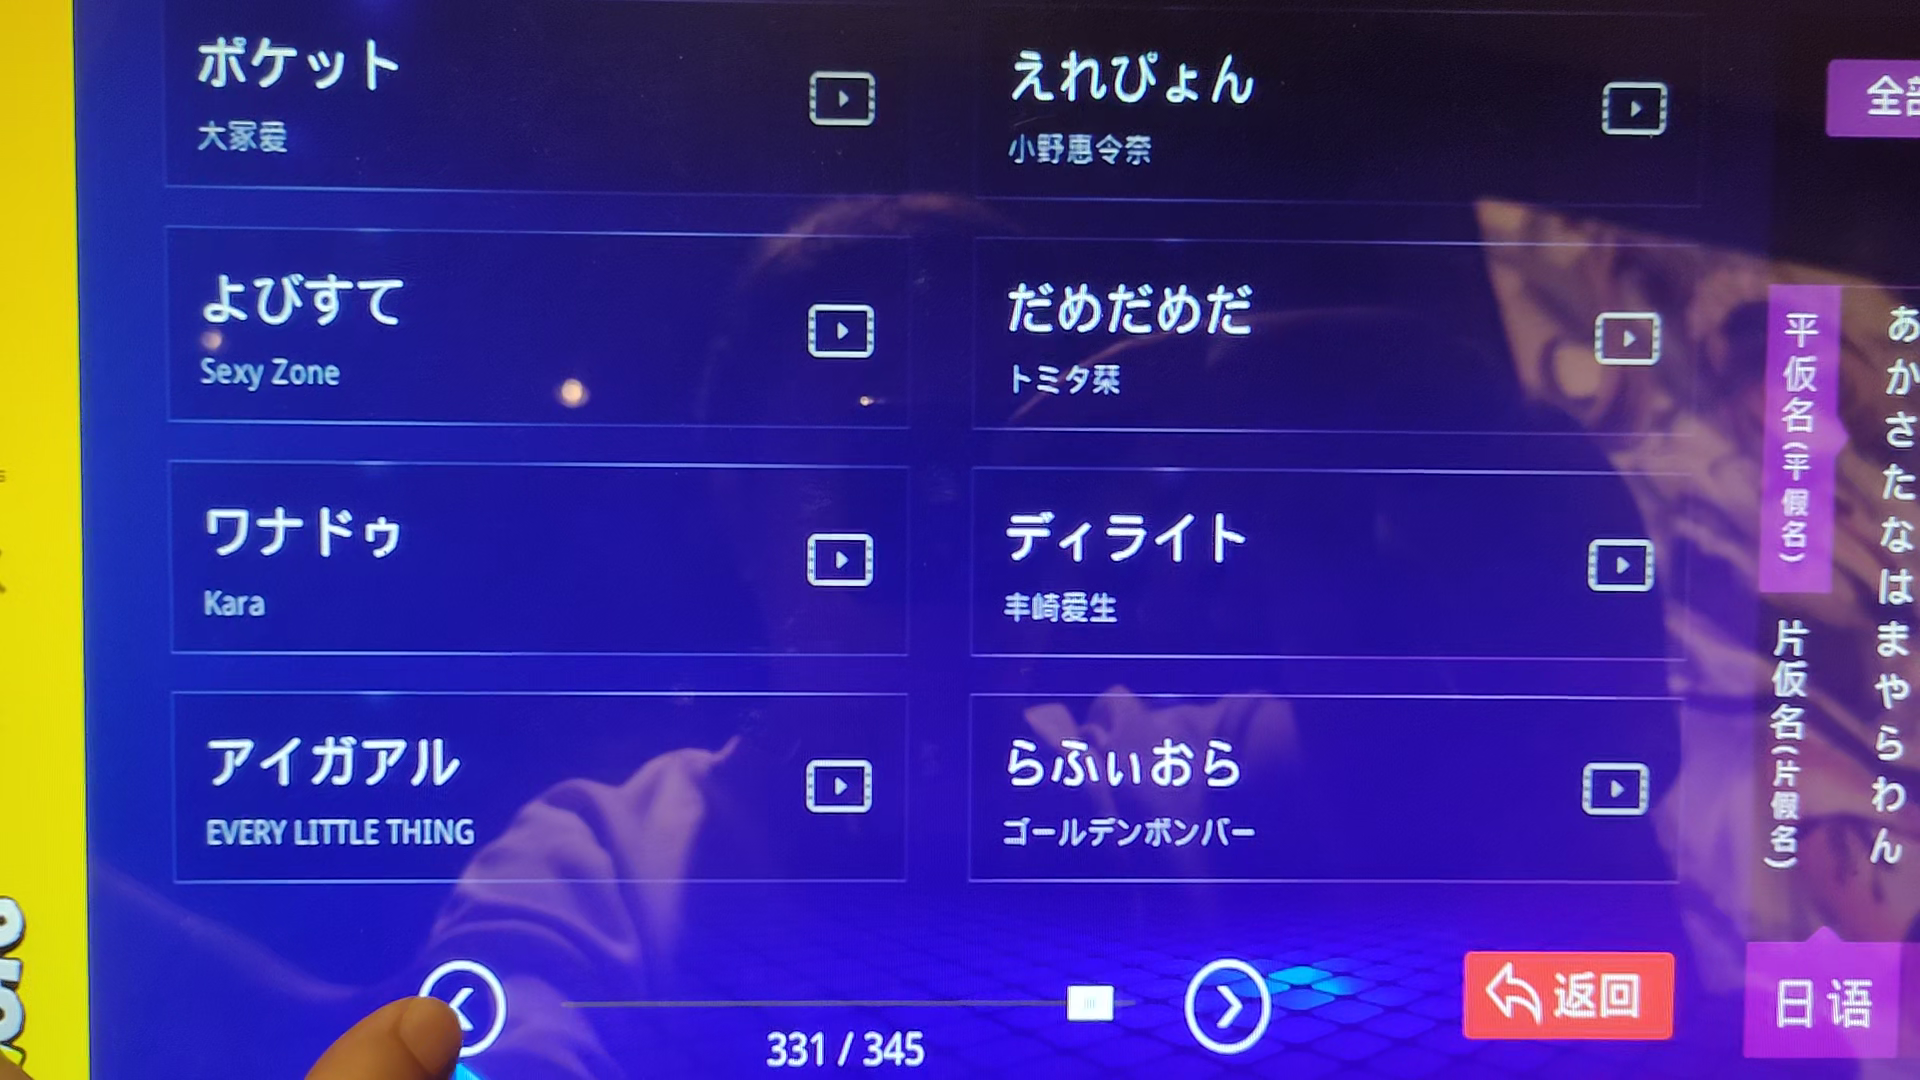 ポケット
大冢爱
えれぴょん
小野惠令奈
よびすて
Sexy Zone
だめだめだ
トミタ栞
ワナドゥ
Kara
ディライト
丰崎爱生
アイガアル
EVERY LITTLE THING
らふぃおら
ゴールデンボンバー
331 / 345
返回
全部
平仮名(平假名)
片仮名(片假名)
あかさたなはまやらわん
日语